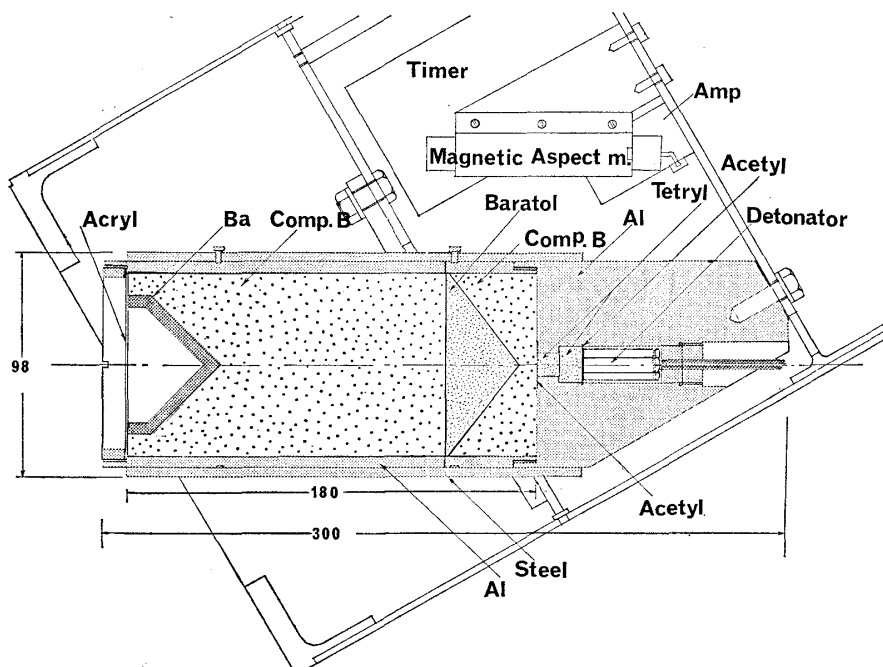 Timer
Amp
Magnetic Aspect m.
Acetyl
Tetryl
Baratol
Al
Detonator
Acryl
Ba
Comp.B
Comp.B
98
180
Acetyl
300
Steel
Al